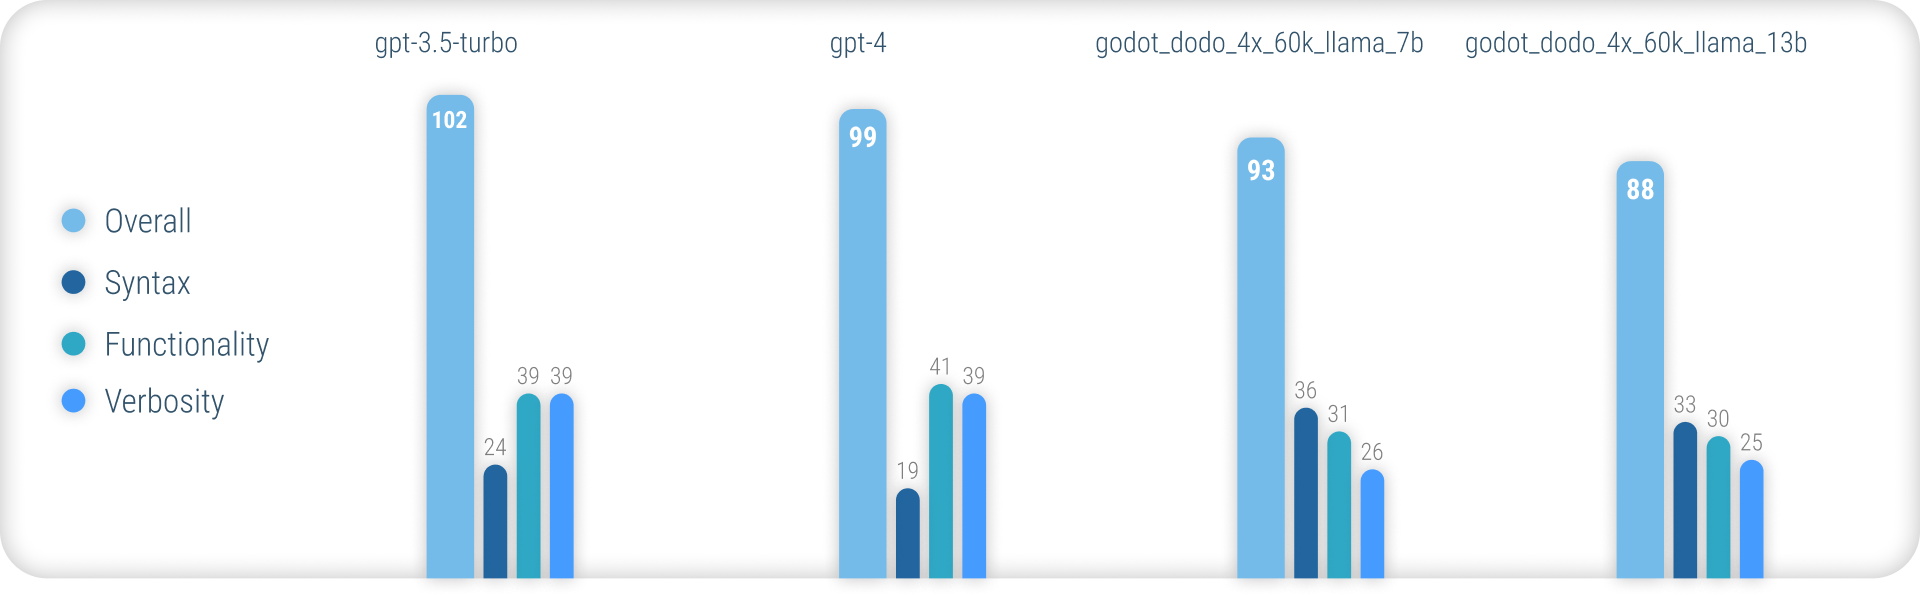 gpt-3.5-turbo gpt-4 godot_dodo_4x_60k_llama_7b godot_dodo_4x_60k_llama_13b
102 99 93 88
Overall
Syntax
Functionality
Verbosity
24 39 39
19 41 39
36 31 26
33 30 25